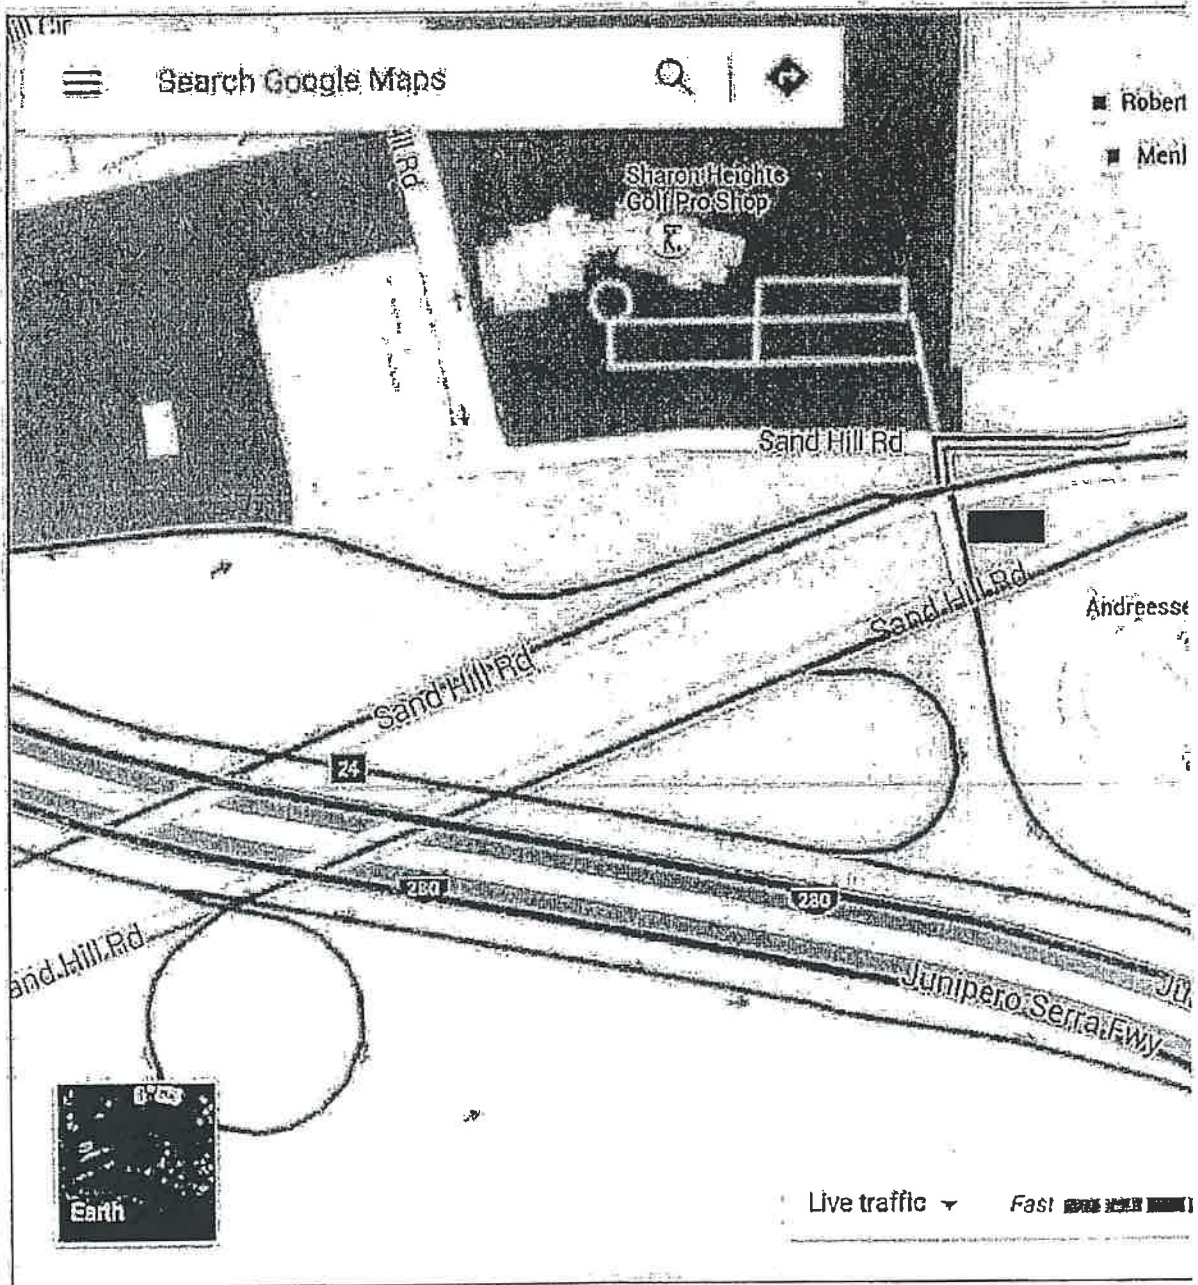 Search Google Maps
Robert
Menl
ill Rd
Sharon Heights
Golf Pro Shop
Sand Hill Rd
Sand Hill Rd
Andreesse
Sand Hill Rd
24
280
280
and Hill Rd
Junipero Serra Fwy
Ju
Earth
Live traffic
Fast